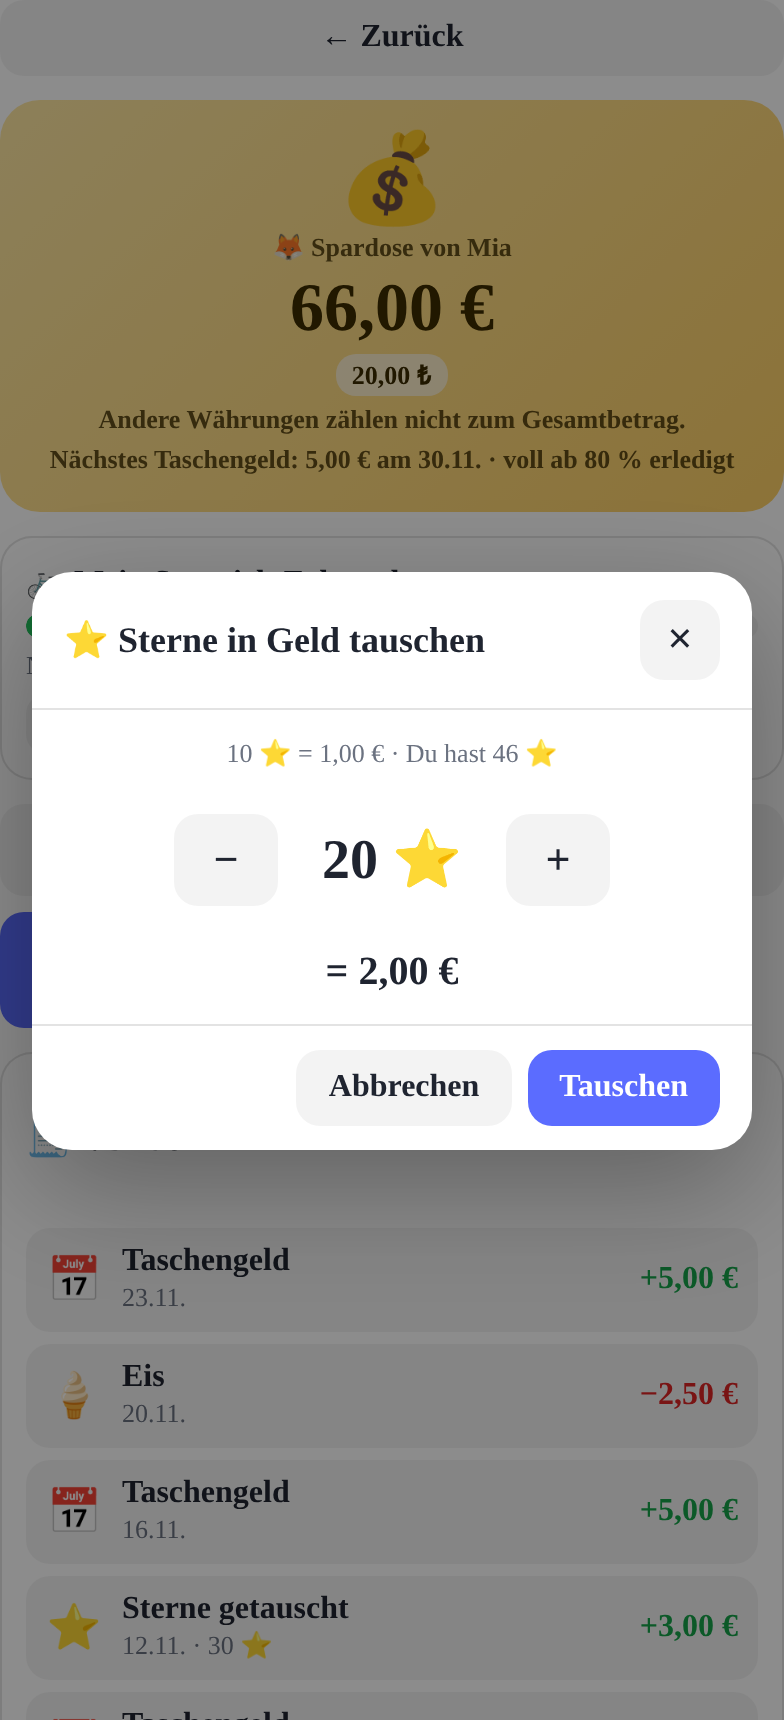 ← Zurück
Spardose von Mia
66,00 €
20,00 ₺
Andere Währungen zählen nicht zum Gesamtbetrag.
Nächstes Taschengeld: 5,00 € am 30.11. · voll ab 80 % erledigt
Sterne in Geld tauschen
✕
10 ⭐ = 1,00 € · Du hast 46 ⭐
− 20 ⭐ +
= 2,00 €
Abbrechen Tauschen
Taschengeld
23.11.
+5,00 €
Eis
20.11.
−2,50 €
Taschengeld
16.11.
+5,00 €
Sterne getauscht
12.11. · 30 ⭐
+3,00 €
Taschengeld